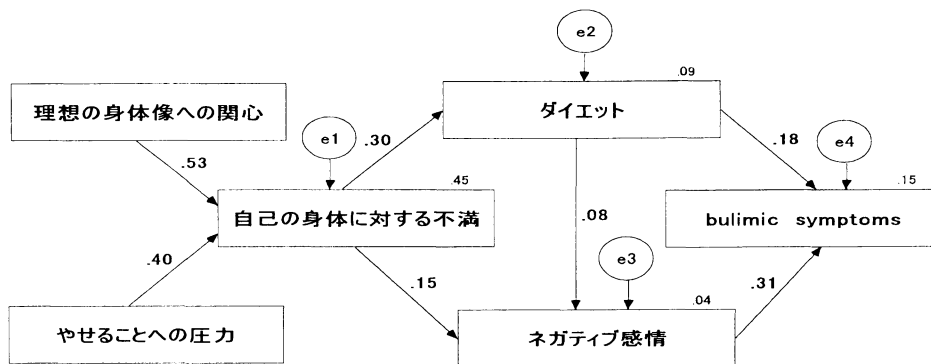 e2
.09
ダイエット
理想の身体像への関心
e1
.30
.18
e4
.53
.45
.15
自己の身体に対する不満
.08
bulimic symptoms
.40
e3
.15
.31
.04
やせることへの圧力
ネガティブ感情